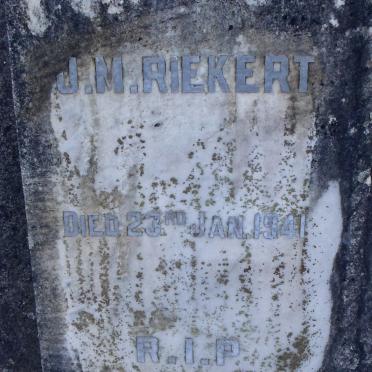 J.M.RIEKERT
DIED 23RD JAN.1941
R.I.P